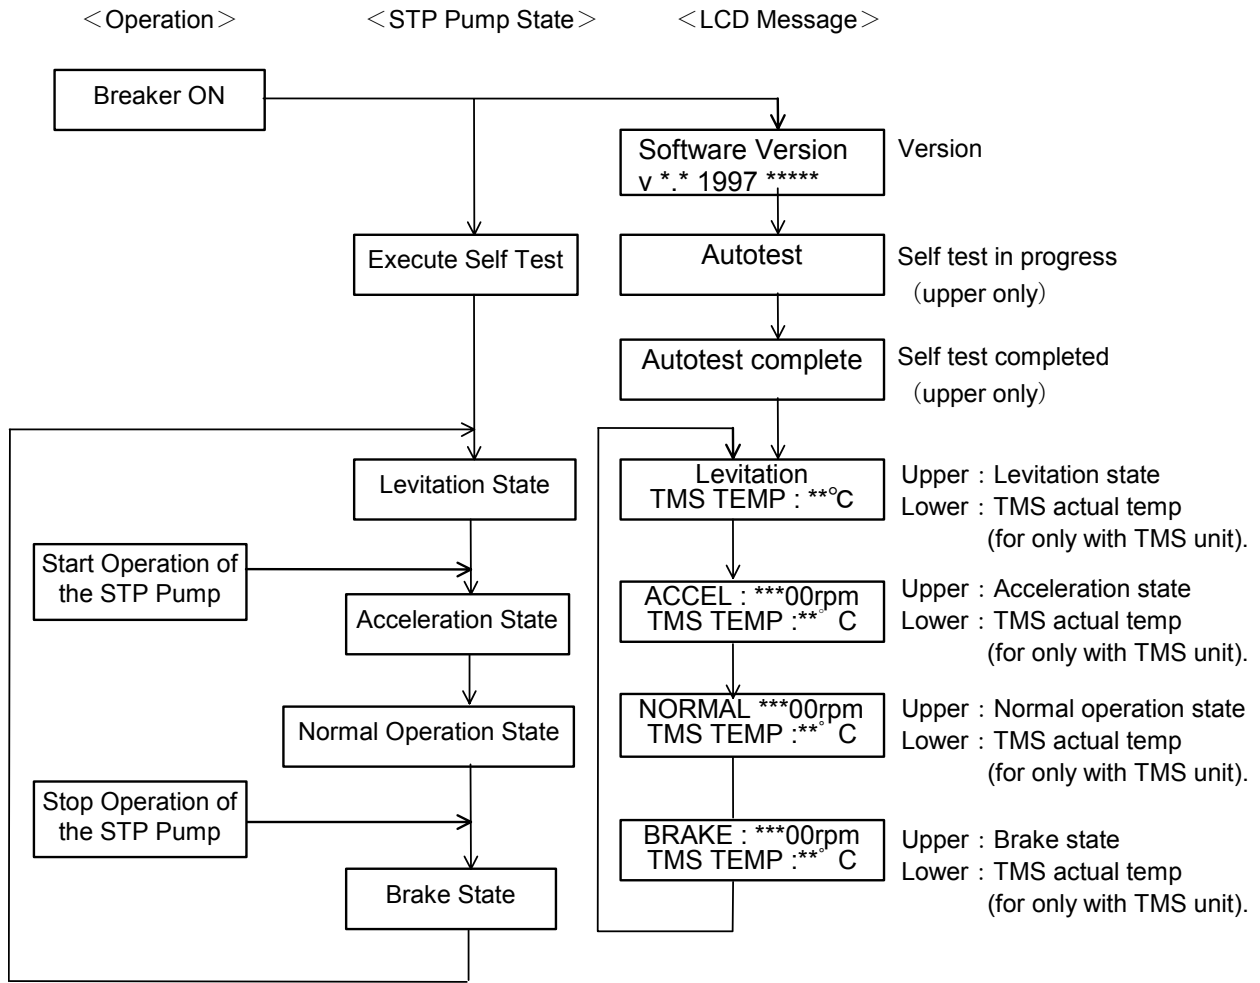 ＜Operation＞
＜STP Pump State＞
＜LCD Message＞
Breaker ON
Software Version
v *.* 1997 *****
Version
Execute Self Test
Autotest
Self test in progress
（upper only）
Autotest complete
Self test completed
（upper only）
Levitation State
Levitation
TMS TEMP : **℃
Upper：Levitation state
Lower：TMS actual temp
(for only with TMS unit).
Start Operation of
the STP Pump
Acceleration State
ACCEL : ***00rpm
TMS TEMP :**° C
Upper：Acceleration state
Lower：TMS actual temp
(for only with TMS unit).
Normal Operation State
NORMAL ***00rpm
TMS TEMP :**° C
Upper：Normal operation state
Lower：TMS actual temp
(for only with TMS unit).
Stop Operation of
the STP Pump
Brake State
BRAKE : ***00rpm
TMS TEMP :**° C
Upper：Brake state
Lower：TMS actual temp
(for only with TMS unit).